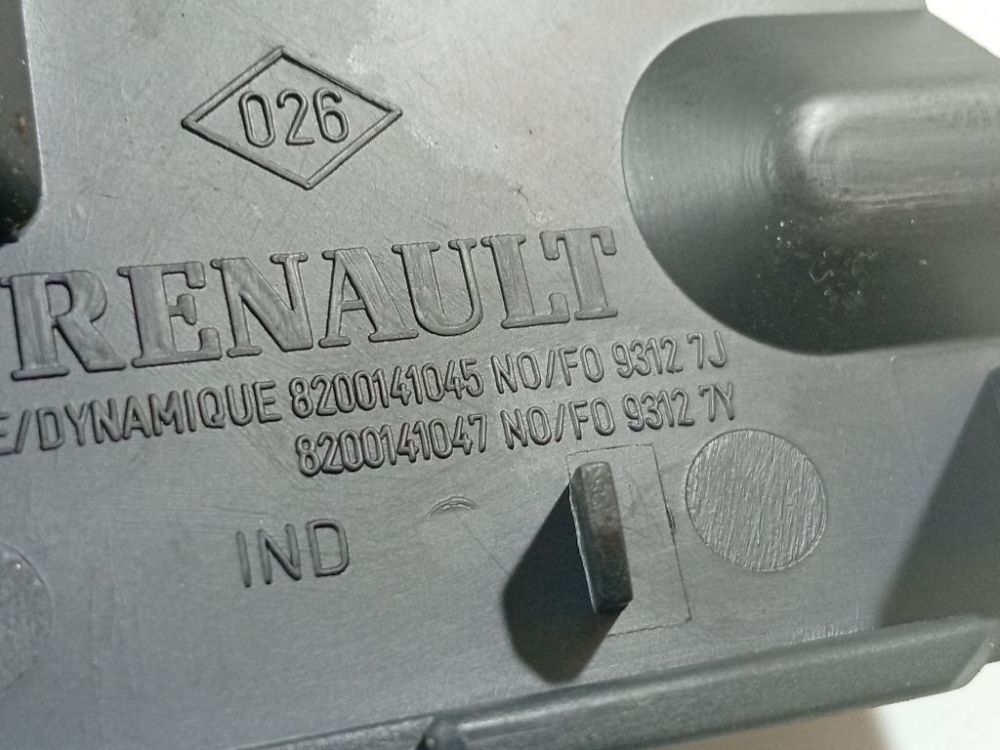 026
RENAULT
E/DYNAMIQUE 8200141045 NO/FO 9312 7J
8200141047 NO/FO 9312 7Y
IND